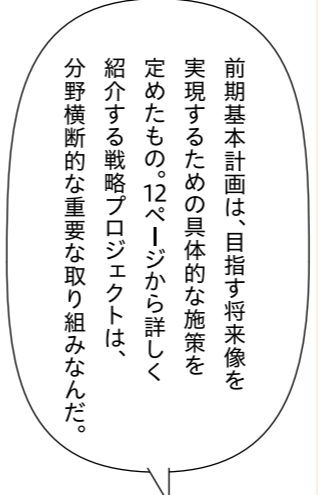 前期基本計画は、目指す将来像を
実現するための具体的な施策を
定めたもの。12ページから詳しく
紹介する戦略プロジェクトは、
分野横断的な重要な取り組みなんだ。